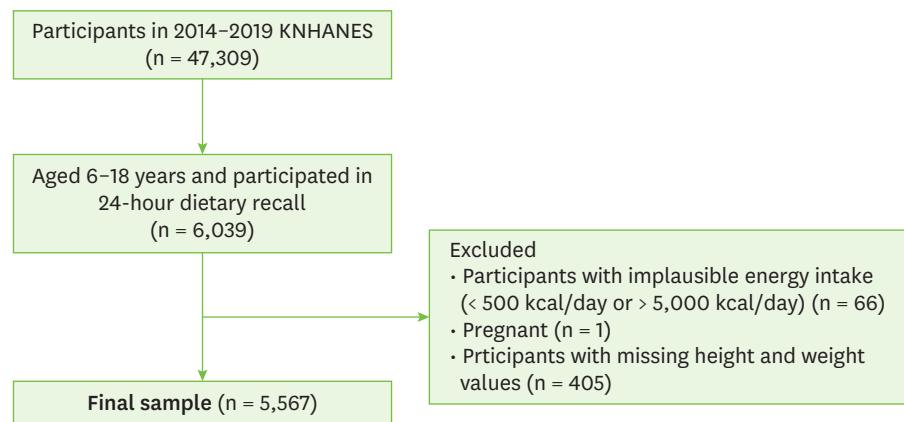 Participants in 2014–2019 KNHANES
(n = 47,309)
Aged 6–18 years and participated in
24-hour dietary recall
(n = 6,039)
Excluded
· Participants with implausible energy intake
(< 500 kcal/day or > 5,000 kcal/day) (n = 66)
· Pregnant (n = 1)
· Prticipants with missing height and weight
values (n = 405)
Final sample (n = 5,567)